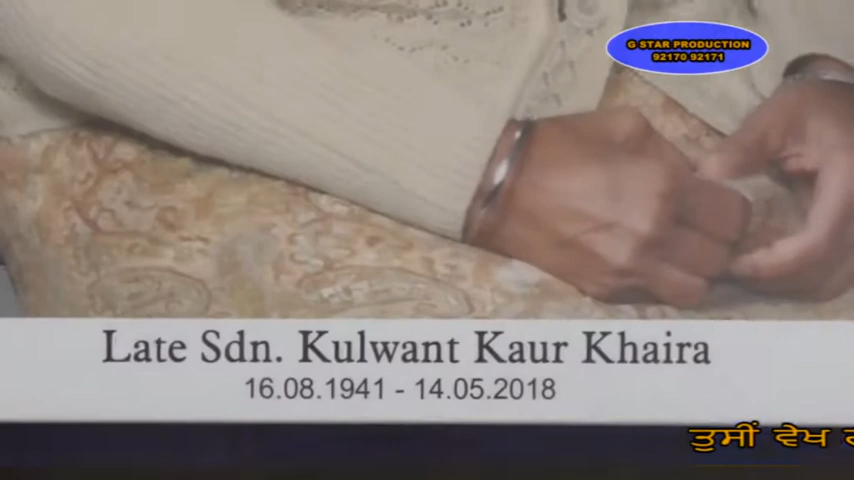 G STAR PRODUCTION
92170 92171
Late Sdn. Kulwant Kaur Khaira
16.08.1941 - 14.05.2018
ਤੁਸੀਂ ਵੇਖ